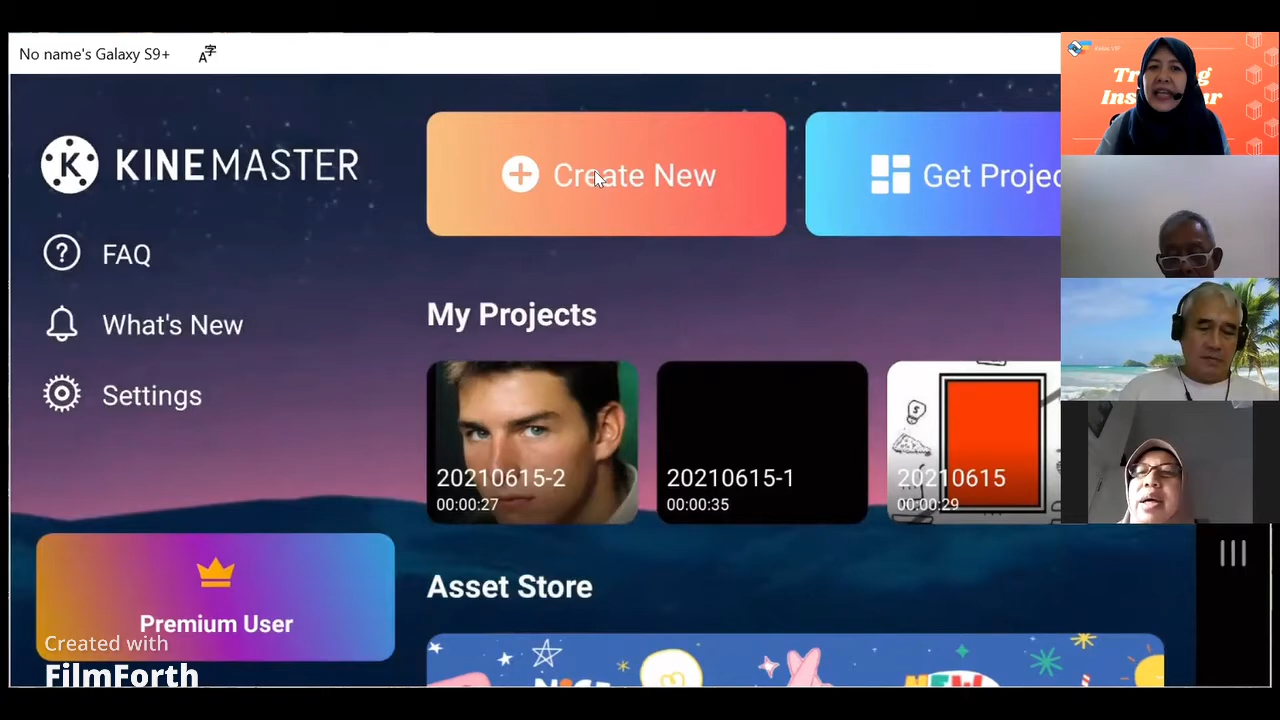 No name's Galaxy S9+
KINEMASTER
FAQ
What's New
Settings
Premium User
Created with
FilmForth
Create New
Get Projec
My Projects
20210615-2
00:00:27
20210615-1
00:00:35
20210615
00:00:29
Asset Store